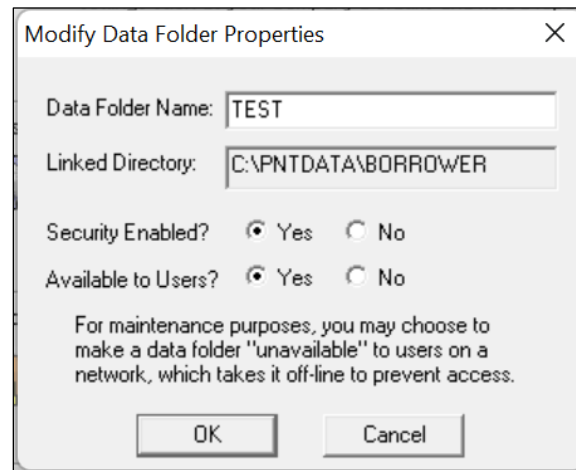 Modify Data Folder Properties
Data Folder Name: TEST
Linked Directory: C:\PNTDATA\BORROWER
Security Enabled? Yes No
Available to Users? Yes No
For maintenance purposes, you may choose to
make a data folder "unavailable" to users on a
network, which takes it off-line to prevent access.
OK Cancel